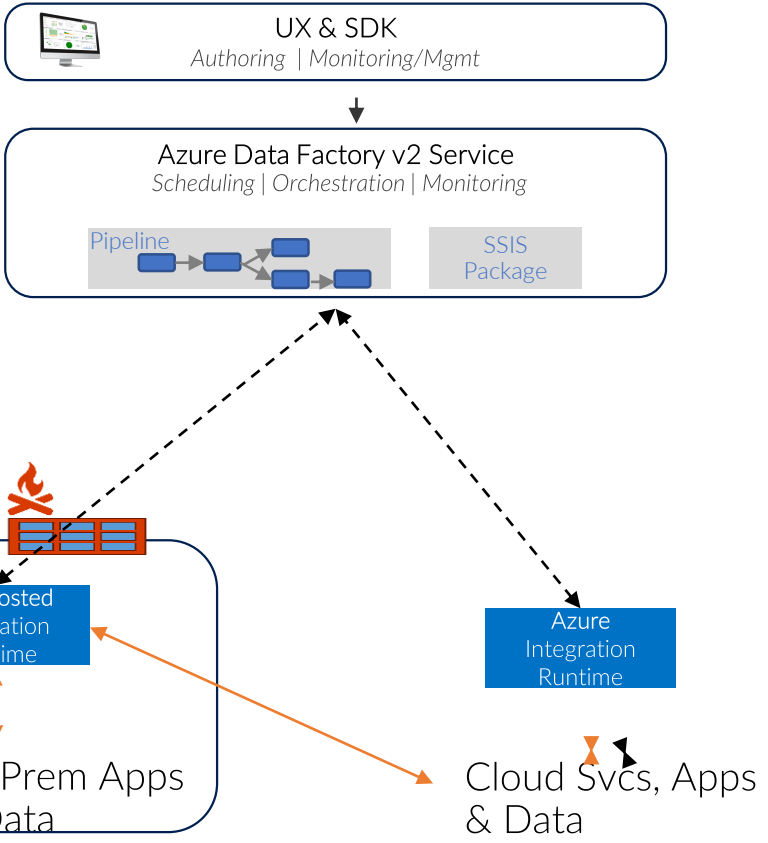 UX & SDK
Authoring | Monitoring/Mgmt
Azure Data Factory v2 Service
Scheduling | Orchestration | Monitoring
Pipeline
SSIS
Package
osted
ation
ime
Azure
Integration
Runtime
Prem Apps
Data
Cloud Svcs, Apps
& Data